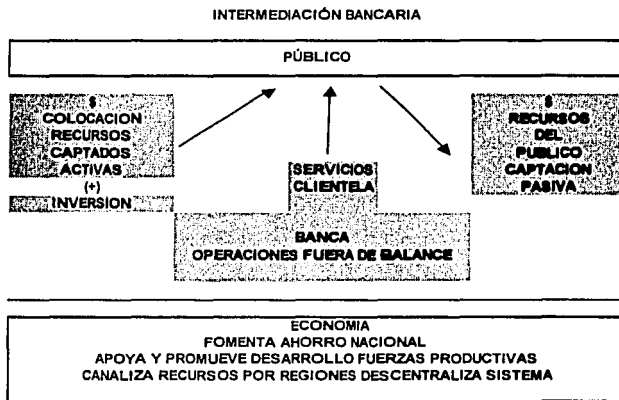 INTERMEDIACIÓN BANCARIA
PÚBLICO
$
COLOCACION
RECURSOS
CAPTADOS
ACTIVAS
(+)
INVERSION
SERVICIOS
CLIENTELA
BANCA
OPERACIONES FUERA DE BALANCE
$
RECURSOS
DEL
PUBLICO
CAPTACION
PASIVA
ECONOMIA
FOMENTA AHORRO NACIONAL
APOYA Y PROMUEVE DESARROLLO FUERZAS PRODUCTIVAS
CANALIZA RECURSOS POR REGIONES DESCENTRALIZA SISTEMA